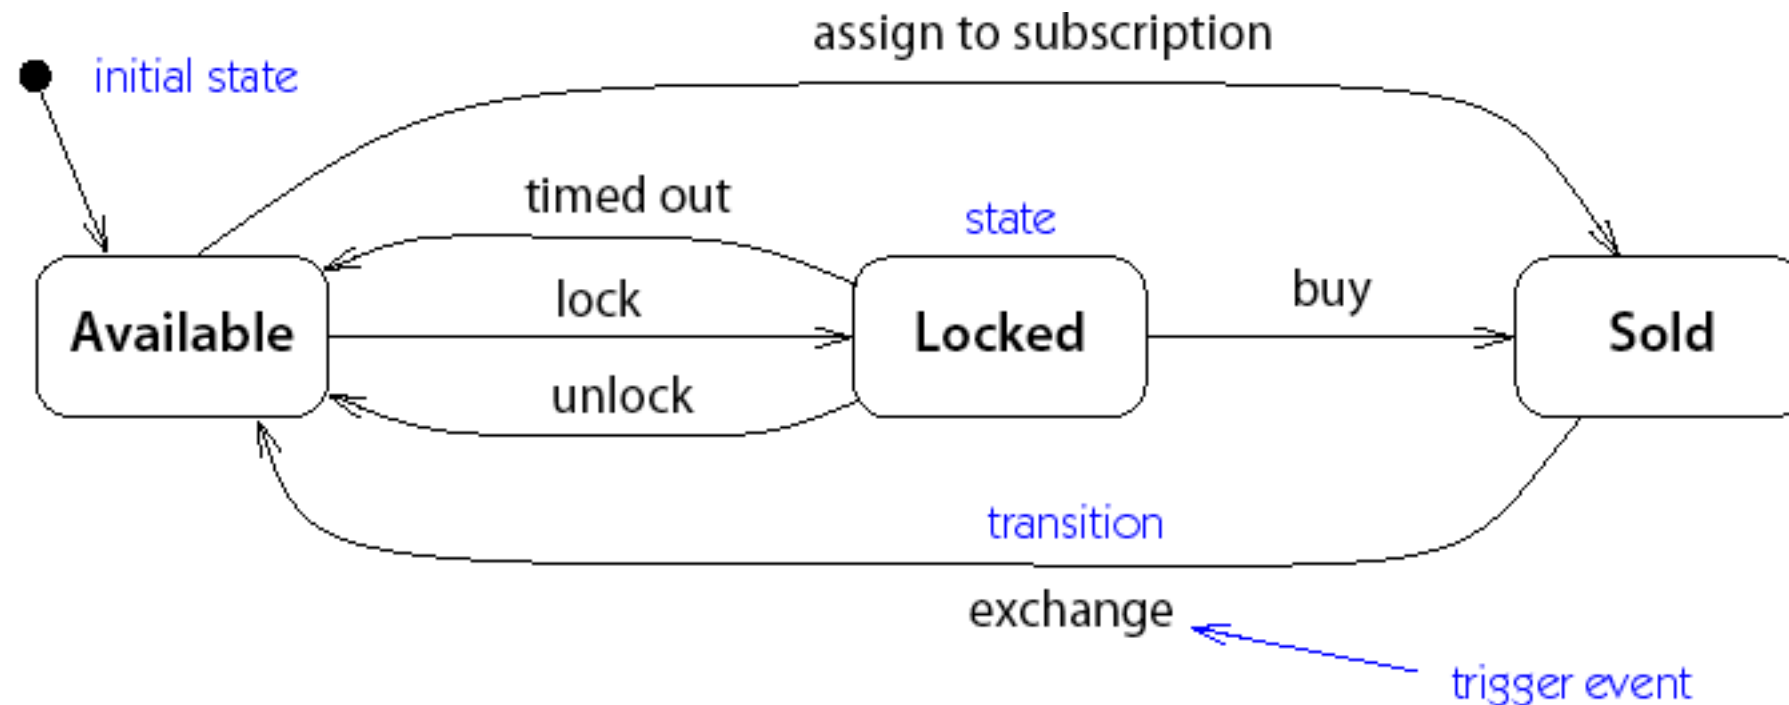 assign to subscription
initial state
timed out
state
lock
buy
Available
Locked
Sold
unlock
transition
exchange
trigger event